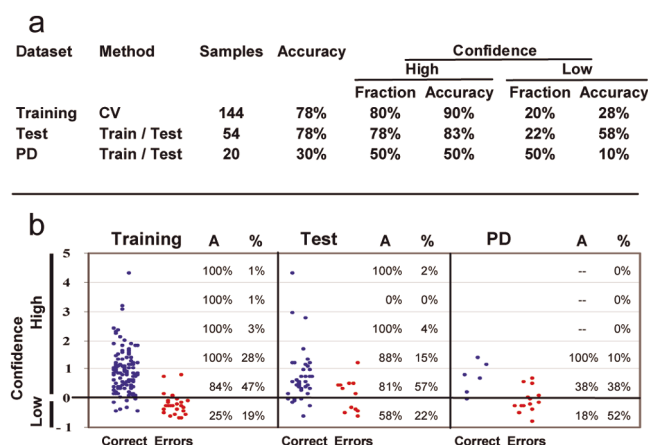 a
Dataset Method Samples Accuracy Confidence
High Low
Fraction Accuracy Fraction Accuracy
Training CV 144 78% 80% 90% 20% 28%
Test Train / Test 54 78% 78% 83% 22% 58%
PD Train / Test 20 30% 50% 50% 50% 10%
b
Training A % Test A % PD A %
5
100% 1% 100% 2% -- 0%
4
100% 1% 0% 0% -- 0%
3
100% 3% 100% 4% -- 0%
2
100% 28% 88% 15% 100% 10%
1
84% 47% 81% 57% 38% 38%
0
25% 19% 58% 22% 18% 52%
- 1
Confidence
High
Low
Correct Errors Correct Errors Correct Errors